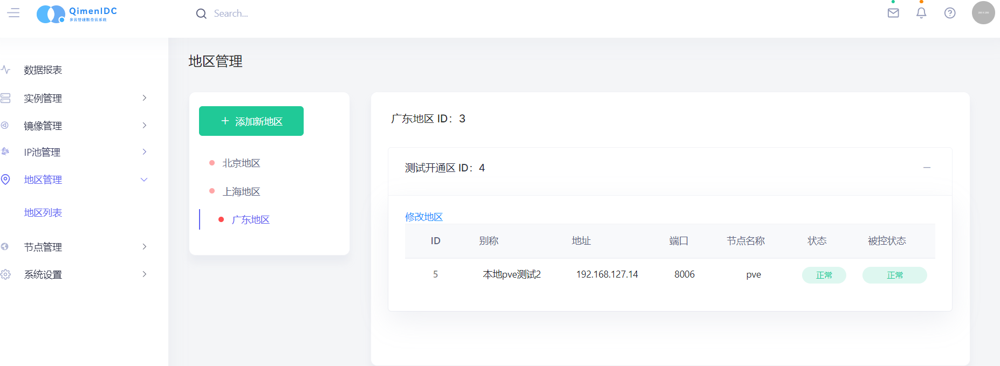 QimenIDC
多云管理融合云系统
Search...
数据报表
实例管理
镜像管理
IP池管理
地区管理
地区列表
节点管理
系统设置
地区管理
+ 添加新地区
北京地区
上海地区
广东地区
广东地区 ID：3
测试开通区 ID：4
修改地区
ID 别称 地址 端口 节点名称 状态 被控状态
5 本地pve测试2 192.168.127.14 8006 pve 正常 正常